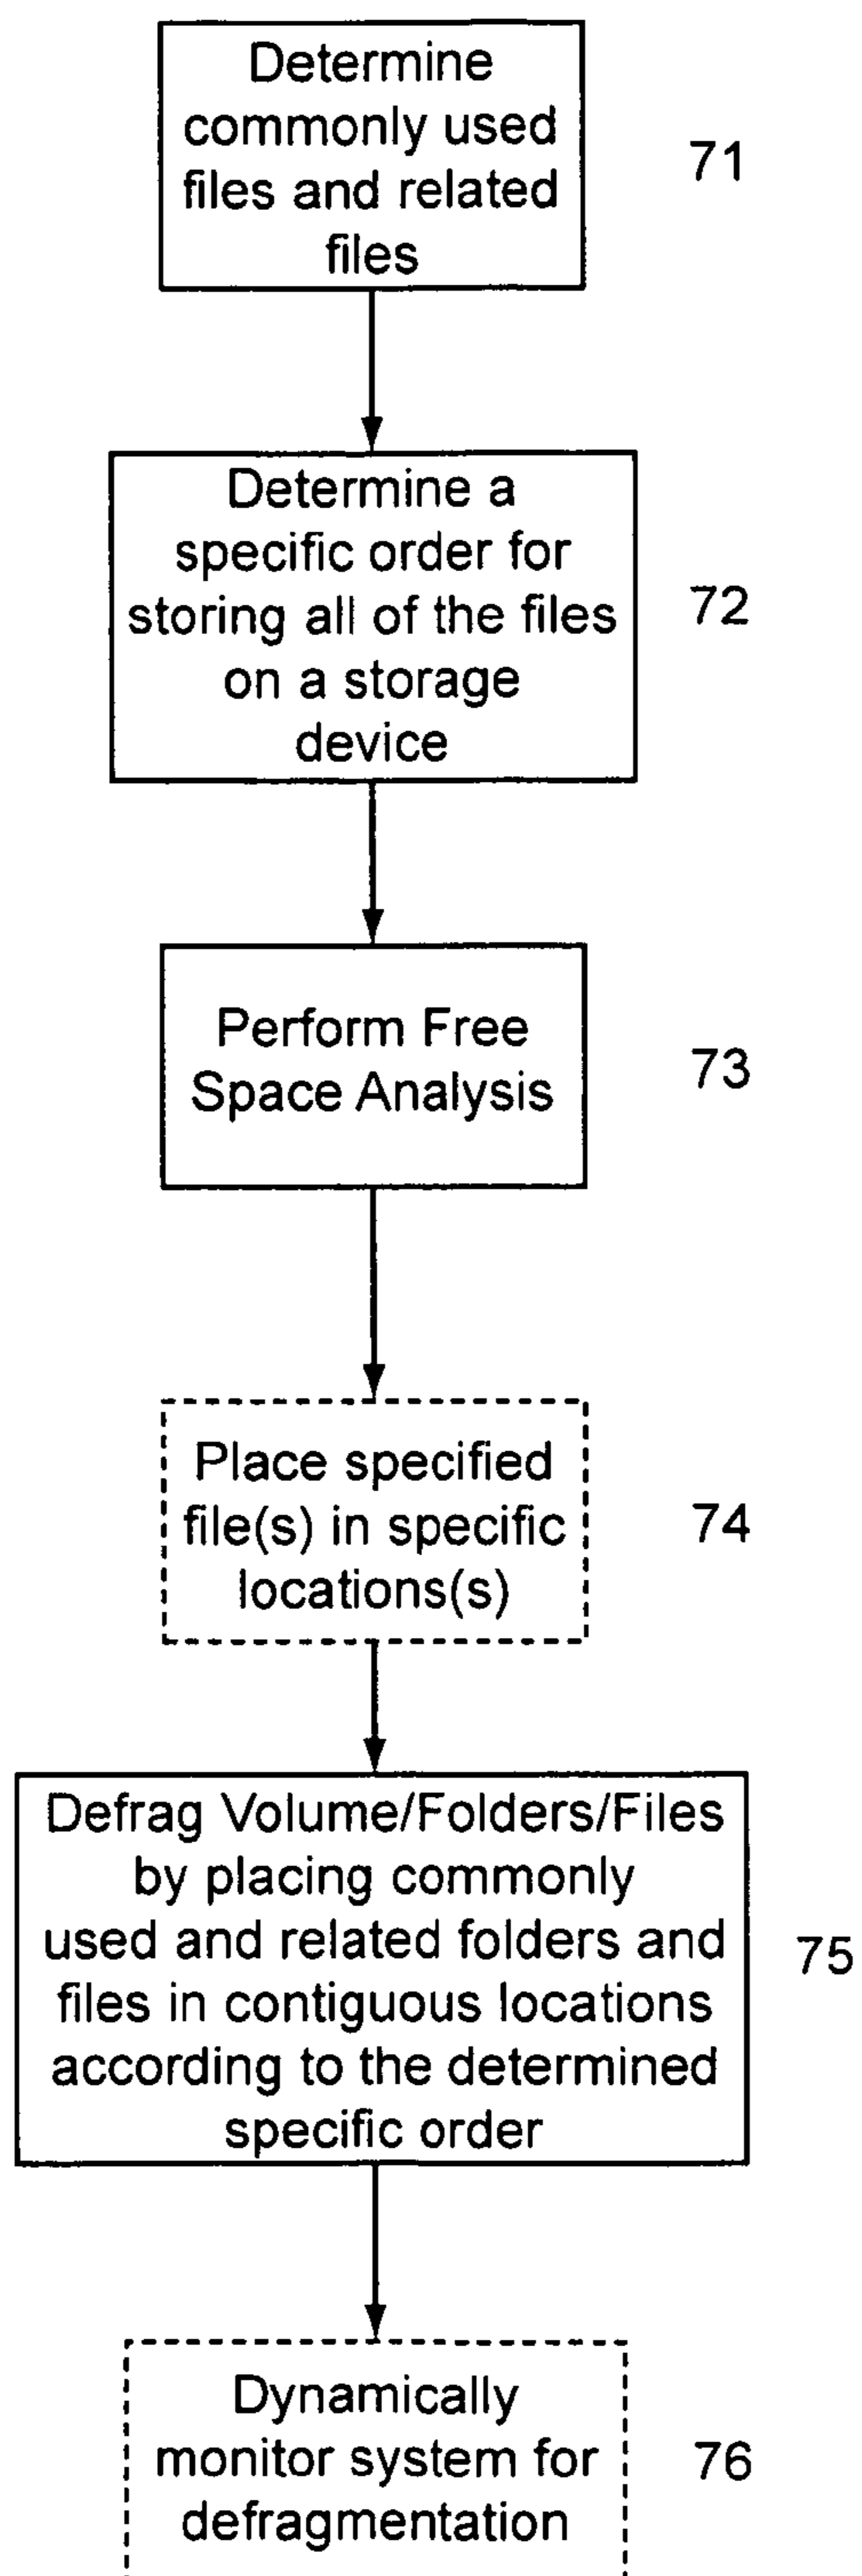 Determine
commonly used
files and related
files
71
Determine a
specific order for
storing all of the files
on a storage
device
72
Perform Free
Space Analysis
73
Place specified
file(s) in specific
locations(s)
74
Defrag Volume/Folders/Files
by placing commonly
used and related folders and
files in contiguous locations
according to the determined
specific order
75
Dynamically
monitor system for
defragmentation
76